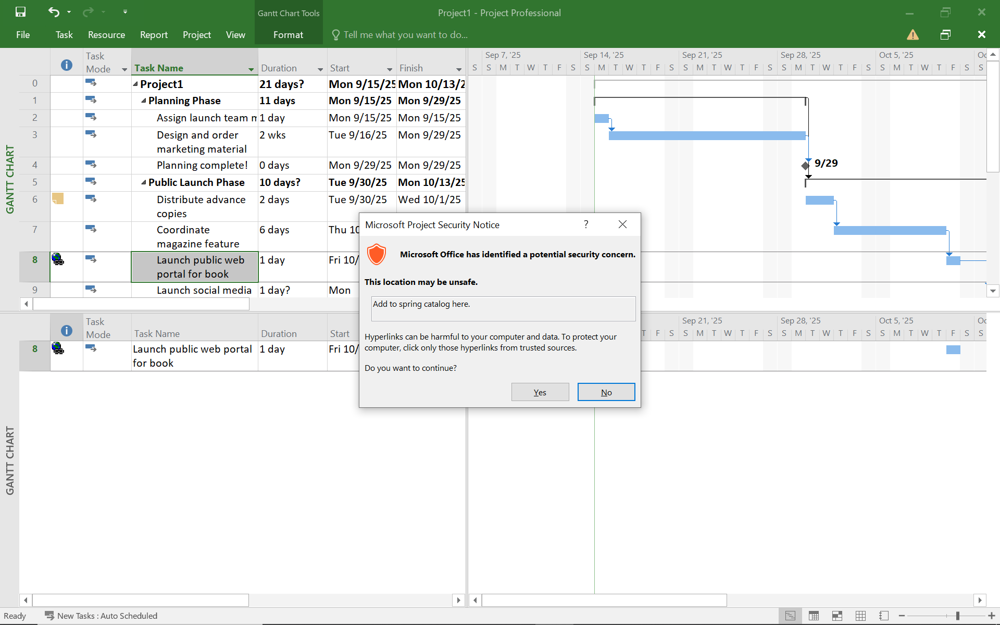 Gantt Chart Tools
Project1 - Project Professional
File
Task
Resource
Report
Project
View
Format
Tell me what you want to do...
GANTT CHART
Task Mode
Task Name
Duration
Start
Finish
Sep 7, '25
Sep 14, '25
Sep 21, '25
Sep 28, '25
Oct 5, '25
S S M T W T F S S M T W T F S S M T W T F S S M T W T F S S M T W T F S S
0 Project1 21 days? Mon 9/15/25 Mon 10/13/2
1 Planning Phase 11 days Mon 9/15/25 Mon 9/29/25
2 Assign launch team m 1 day Mon 9/15/25 Mon 9/15/25
3 Design and order marketing material 2 wks Tue 9/16/25 Mon 9/29/25
4 Planning complete! 0 days Mon 9/29/25 Mon 9/29/25
9/29
5 Public Launch Phase 10 days? Tue 9/30/25 Mon 10/13/25
6 Distribute advance copies 2 days Tue 9/30/25 Wed 10/1/25
7 Coordinate magazine feature 6 days Thu 10
8 Launch public web portal for book 1 day Fri 10/
9 Launch social media 1 day? Mon
Microsoft Project Security Notice
?
Microsoft Office has identified a potential security concern.
This location may be unsafe.
Add to spring catalog here.
Hyperlinks can be harmful to your computer and data. To protect your
computer, click only those hyperlinks from trusted sources.
Do you want to continue?
Yes
No
GANTT CHART
Task Mode
Task Name
Duration
Start
Sep 21, '25
Sep 28, '25
Oct 5, '25
T F S S M T W T F S S M T W T F S S M T W T F S S
8 Launch public web portal for book 1 day Fri 10/
Ready
New Tasks : Auto Scheduled